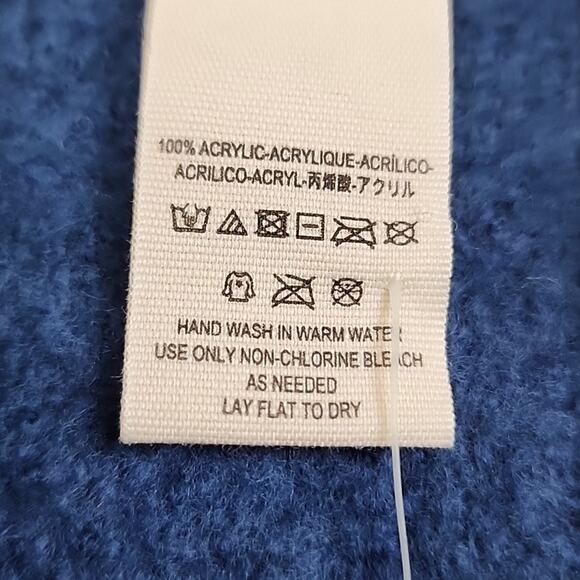 100% ACRYLIC-ACRYLIQUE-ACRÍLICO-
ACRILICO-ACRYL-丙烯酸-アクリル
HAND WASH IN WARM WATER
USE ONLY NON-CHLORINE BLEACH
AS NEEDED
LAY FLAT TO DRY